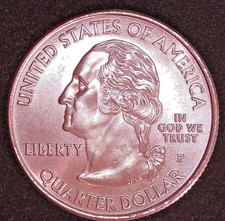 UNITED STATES OF AMERICA
LIBERTY
IN
GOD WE
TRUST
P
QUARTER DOLLAR